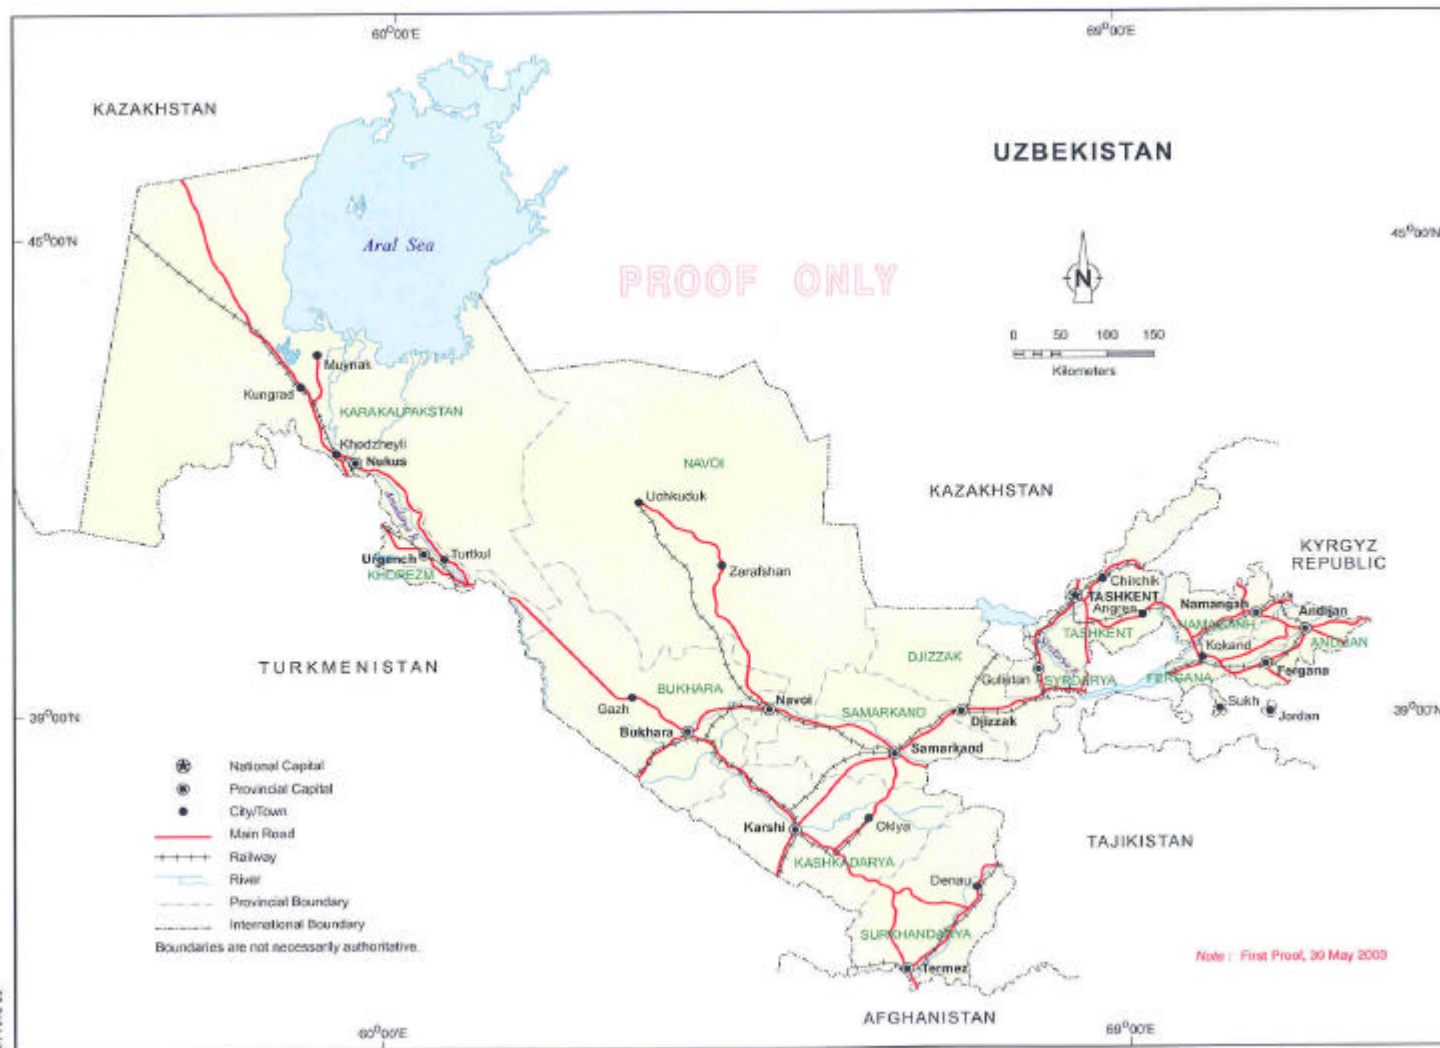 60°00'E
69°00'E
KAZAKHSTAN
UZBEKISTAN
45°00'N
Aral Sea
45°00'N
PROOF ONLY
N
0 50 100 150
Kilometers
Muynak
Kungrad
KARAKALPAKSTAN
Khodzheyli
Nukus
NAVOI
KAZAKHSTAN
Uchkuduk
Amudarya R.
KYRGYZ
REPUBLIC
Urgench
Turtkul
KHOREZM
Zarafshan
Chirchik
TASHKENT
Angren
Namangan
Andijan
TASHKENT
NAMAGANH
ANDIJAN
Kokand
TURKMENISTAN
DJIZZAK
Gulistan
SYRDARYA
FERGANA
Fergana
BUKHARA
Gazh
Navoi
SAMARKAND
Djizzak
Sukh
Jordan
39°00'N
39°00'N
Bukhara
Samarkand
National Capital
Provincial Capital
City/Town
Main Road
Railway
River
Provincial Boundary
International Boundary
Boundaries are not necessarily authoritative.
Karshi
Oklya
KASHKADARYA
TAJIKISTAN
Denau
SURKHANDARYA
Termez
Note : First Proof, 30 May 2003
AFGHANISTAN
60°00'E
69°00'E